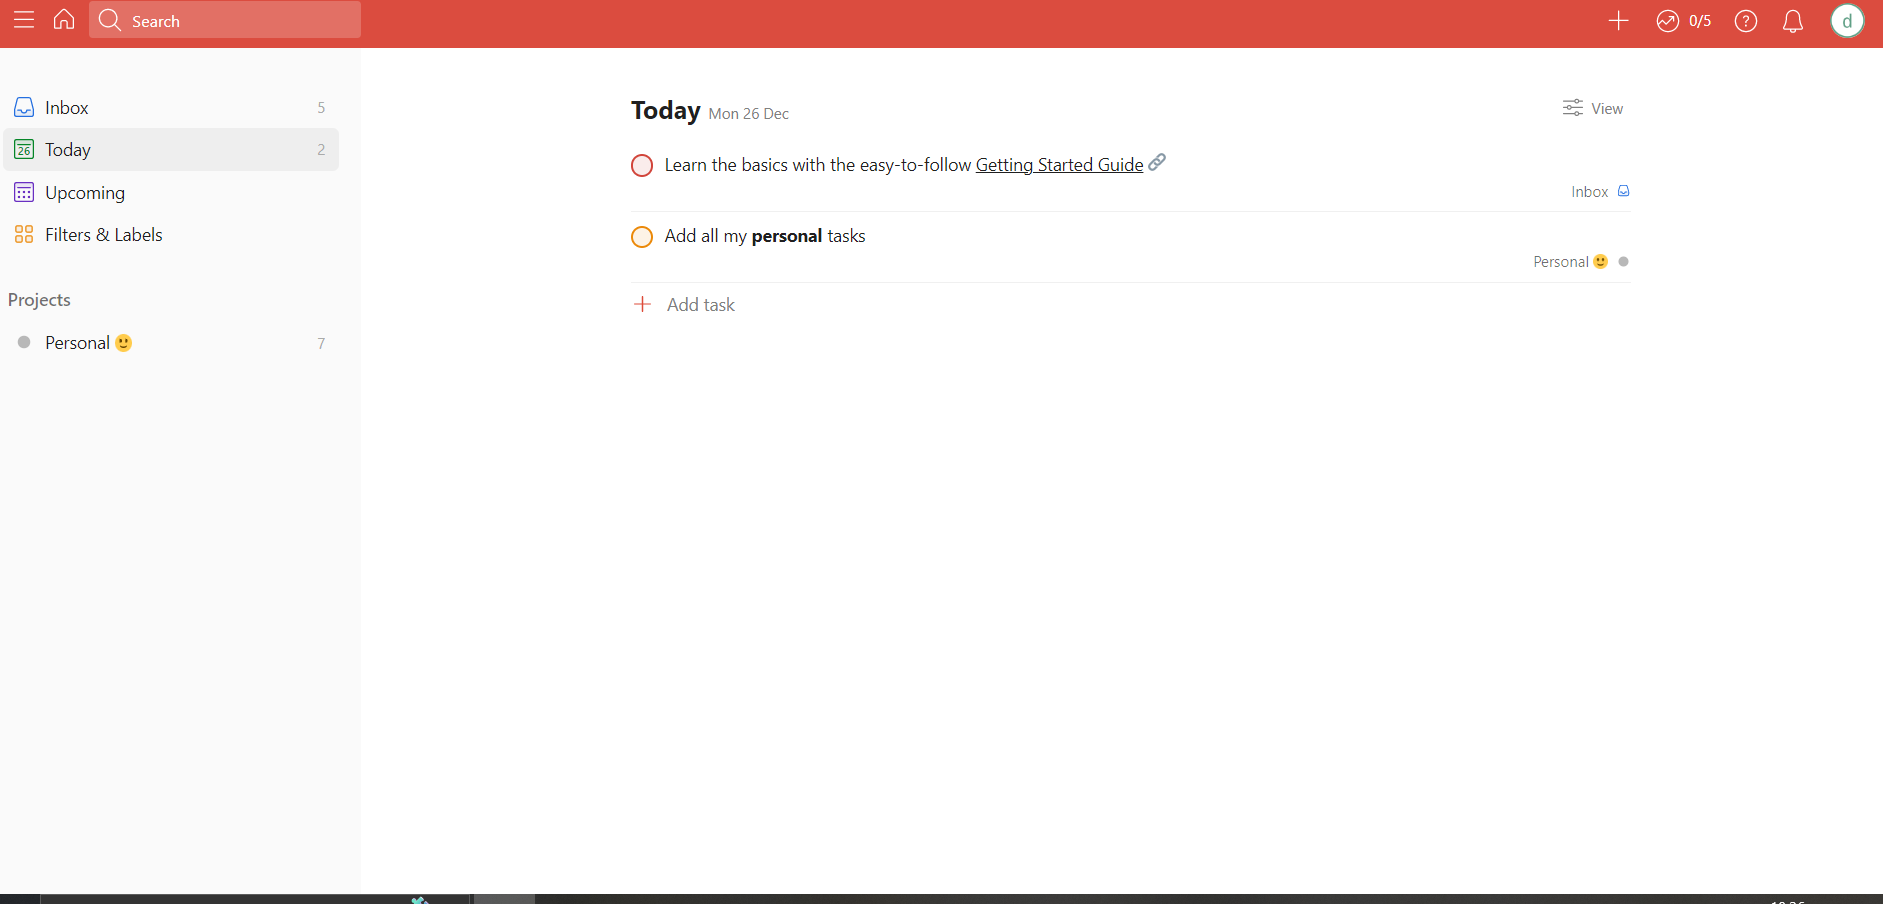 Search
0/5
d
Inbox 5
26 Today 2
Upcoming
Filters & Labels
Projects
Personal 🙂 7
Today Mon 26 Dec
View
Learn the basics with the easy-to-follow Getting Started Guide
Inbox
Add all my personal tasks
Personal 🙂
+ Add task